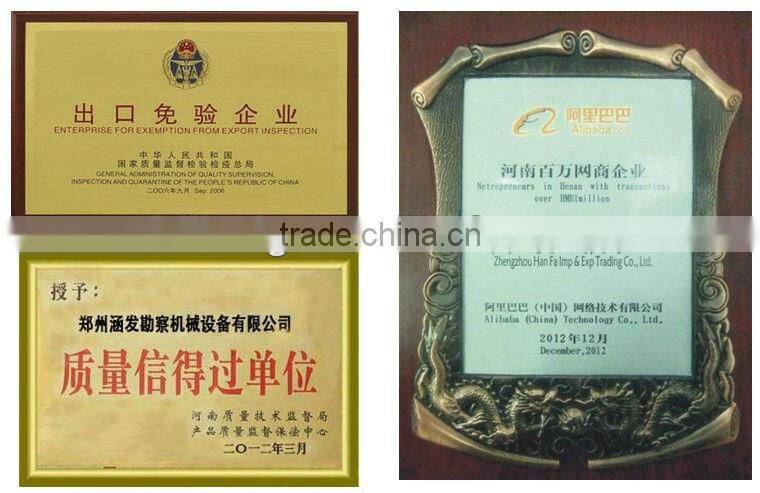 出口免验企业
ENTERPRISE FOR EXEMPTION FROM EXPORT INSPECTION
中华人民共和国
国家质量监督检验检疫总局
GENERAL ADMINISTRATION OF QUALITY SUPERVISION,
INSPECTION AND QUARANTINE OF THE PEOPLE'S REPUBLIC OF CHINA
二〇〇六年九月 Sep. 2006
授予：
郑州涵发勘察机械设备有限公司
质量信得过单位
河南质量技术监督局
产品质量监督保偿中心
二〇一二年三月
阿里巴巴
Alibaba.com
河南百万网商企业
Netrepreneurs in Henan with transactions
over RMB1million
Zhengzhou Han Fa Imp & Exp Trading Co., Ltd.
阿里巴巴（中国）网络技术有限公司
Alibaba (China) Technology Co., Ltd.
2012年12月
December,2012
trade.china.cn